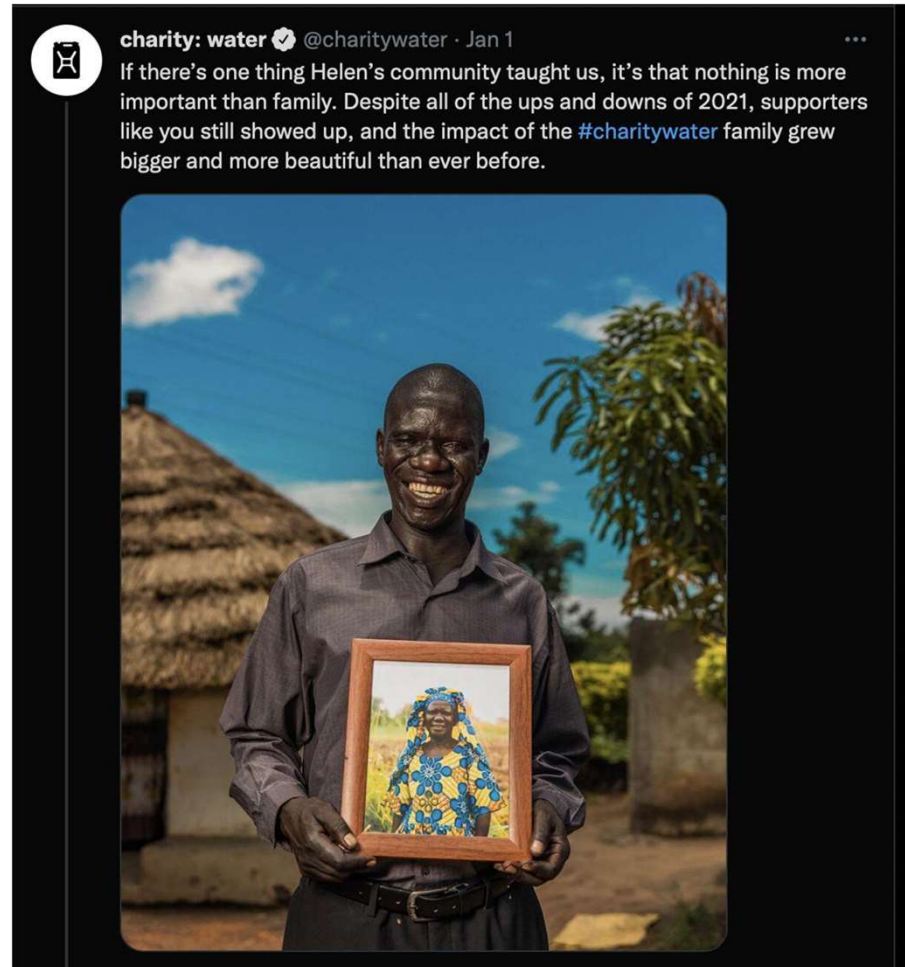 charity: water @charitywater · Jan 1
If there’s one thing Helen’s community taught us, it’s that nothing is more
important than family. Despite all of the ups and downs of 2021, supporters
like you still showed up, and the impact of the #charitywater family grew
bigger and more beautiful than ever before.